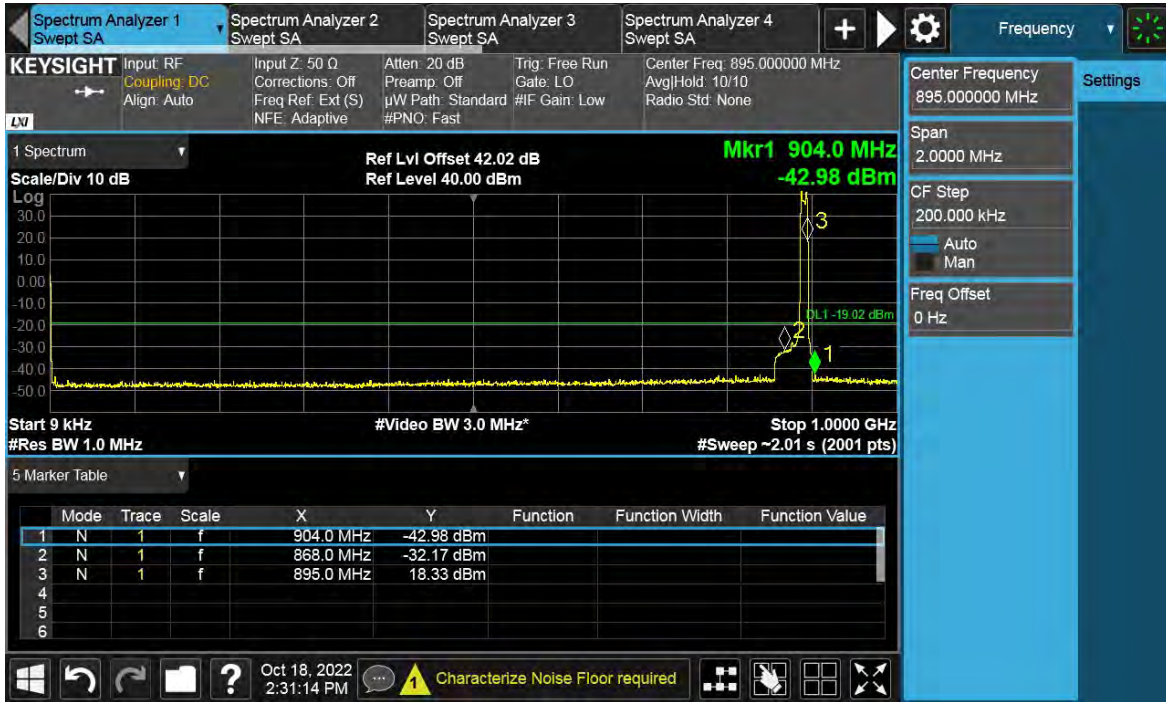 Spectrum Analyzer 1
Swept SA
Spectrum Analyzer 2
Swept SA
Spectrum Analyzer 3
Swept SA
Spectrum Analyzer 4
Swept SA
+
Frequency
KEYSIGHT
LXI
Input: RF
Coupling: DC
Align: Auto
Input Z: 50 Ω
Corrections: Off
Freq Ref: Ext (S)
NFE: Adaptive
Atten: 20 dB
Preamp: Off
µW Path: Standard
#PNO: Fast
Trig: Free Run
Gate: LO
#IF Gain: Low
Center Freq: 895.000000 MHz
Avg|Hold: 10/10
Radio Std: None
Center Frequency
895.000000 MHz
Settings
Span
2.0000 MHz
CF Step
200.000 kHz
Auto
Man
Freq Offset
0 Hz
1 Spectrum
Scale/Div 10 dB
Ref Lvl Offset 42.02 dB
Ref Level 40.00 dBm
Mkr1 904.0 MHz
-42.98 dBm
Log
30.0
20.0
10.0
0.00
-10.0
-20.0
-30.0
-40.0
-50.0
3
DL1 -19.02 dBm
2
1
Start 9 kHz
#Video BW 3.0 MHz*
Stop 1.0000 GHz
#Res BW 1.0 MHz
#Sweep ~2.01 s (2001 pts)
5 Marker Table
Mode Trace Scale X Y Function Function Width Function Value
1 N 1 f 904.0 MHz -42.98 dBm
2 N 1 f 868.0 MHz -32.17 dBm
3 N 1 f 895.0 MHz 18.33 dBm
4
5
6
?
Oct 18, 2022
2:31:14 PM
1
Characterize Noise Floor required